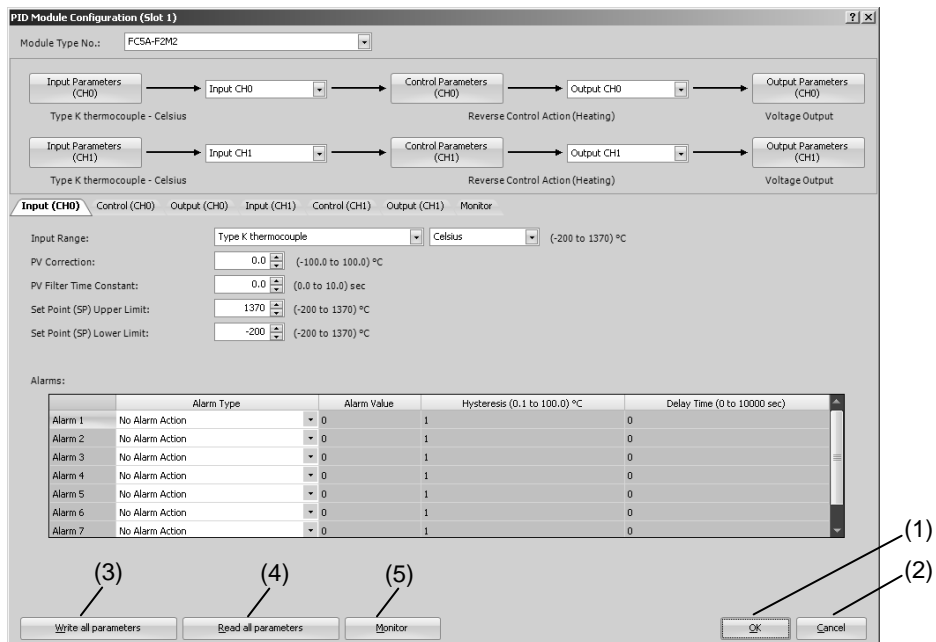 PID Module Configuration (Slot 1)
Module Type No.: FC5A-F2M2
Input Parameters (CH0) Input CH0 Control Parameters (CH0) Output CH0 Output Parameters (CH0)
Type K thermocouple - Celsius Reverse Control Action (Heating) Voltage Output
Input Parameters (CH1) Input CH1 Control Parameters (CH1) Output CH1 Output Parameters (CH1)
Type K thermocouple - Celsius Reverse Control Action (Heating) Voltage Output
Input (CH0) Control (CH0) Output (CH0) Input (CH1) Control (CH1) Output (CH1) Monitor
Input Range: Type K thermocouple Celsius (-200 to 1370) °C
PV Correction: 0.0 (-100.0 to 100.0) °C
PV Filter Time Constant: 0.0 (0.0 to 10.0) sec
Set Point (SP) Upper Limit: 1370 (-200 to 1370) °C
Set Point (SP) Lower Limit: -200 (-200 to 1370) °C
Alarms:
Alarm Type Alarm Value Hysteresis (0.1 to 100.0) °C Delay Time (0 to 10000 sec)
Alarm 1 No Alarm Action 0 1 0
Alarm 2 No Alarm Action 0 1 0
Alarm 3 No Alarm Action 0 1 0
Alarm 4 No Alarm Action 0 1 0
Alarm 5 No Alarm Action 0 1 0
Alarm 6 No Alarm Action 0 1 0
Alarm 7 No Alarm Action 0 1 0
(1)
(2)
(3) (4) (5)
Write all parameters Read all parameters Monitor OK Cancel